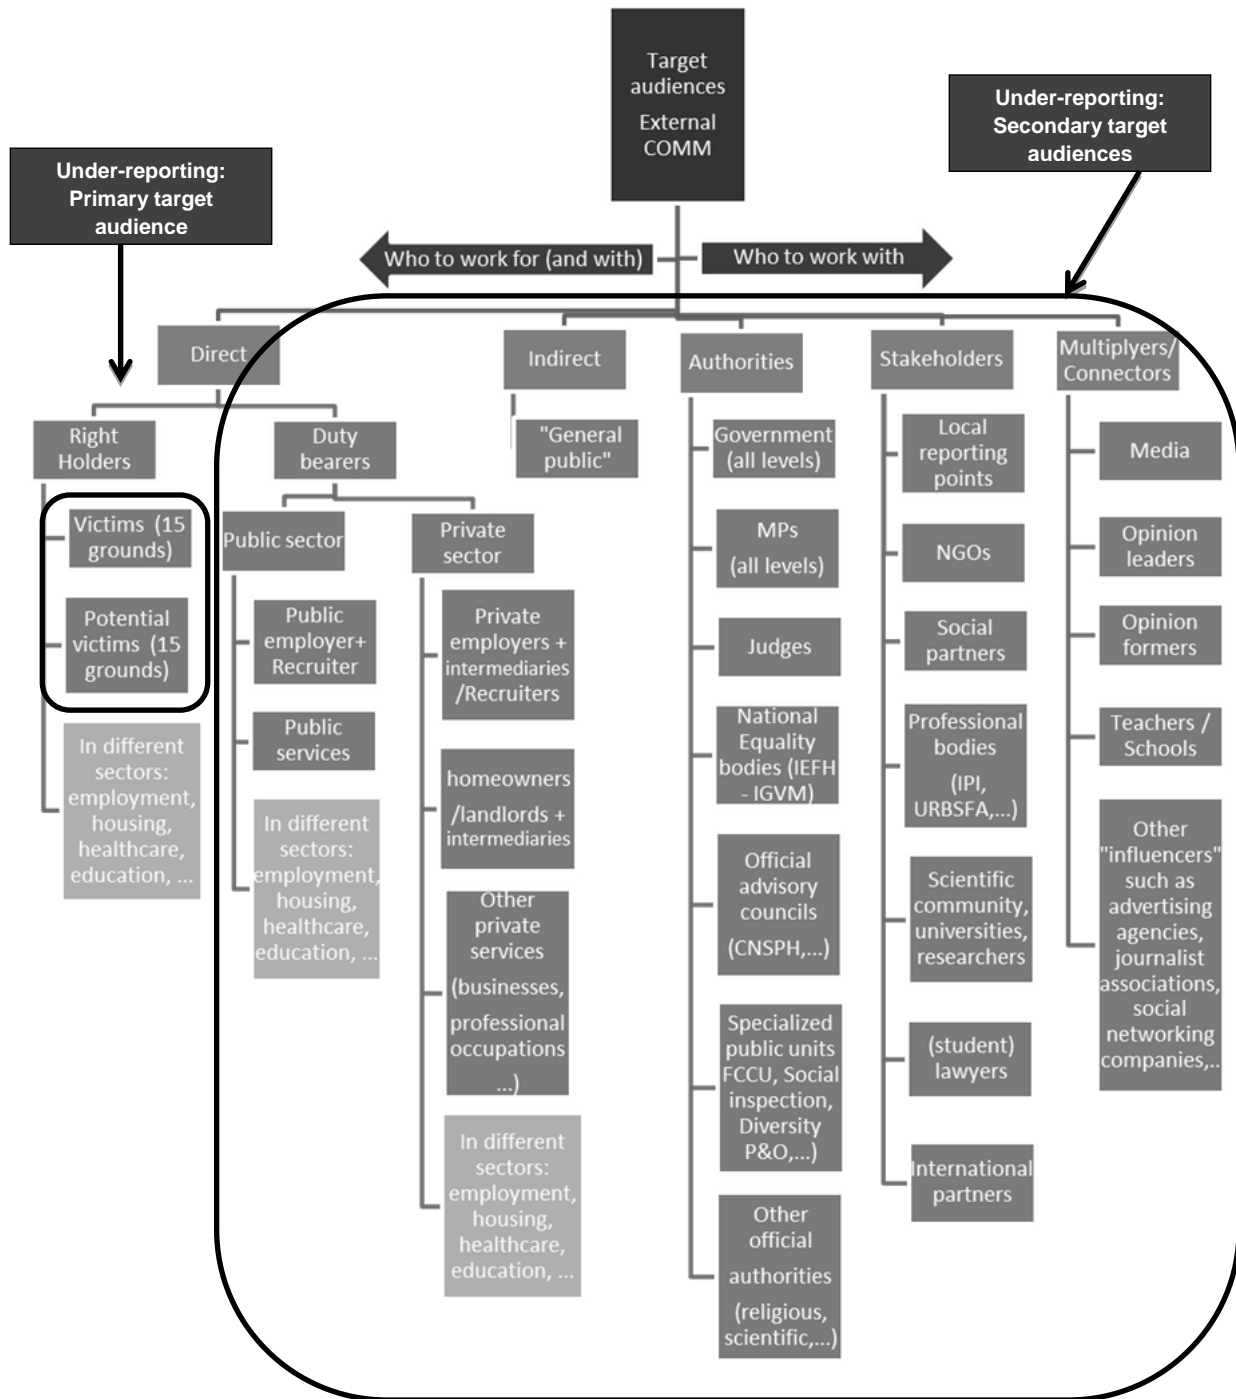 Target
audiences
External
COMM
Under-reporting:
Secondary target
audiences
Under-reporting:
Primary target
audience
Who to work for (and with)
Who to work with
Direct
Indirect
Authorities
Stakeholders
Multiplyers/
Connectors
Right
Holders
Victims (15
grounds)
Potential
victims (15
grounds)
In different
sectors:
employment,
housing,
healthcare,
education, ...
Duty
bearers
Public sector
Public
employer+
Recruiter
Public
services
In different
sectors:
employment,
housing,
healthcare,
education, ...
Private
sector
Private
employers +
intermediaries
/Recruiters
homeowners
/landlords +
intermediaries
Other
private
services
(businesses,
professional
occupations
...)
In different
sectors:
employment,
housing,
healthcare,
education, ...
"General
public"
Government
(all levels)
MPs
(all levels)
Judges
National
Equality
bodies (IEFH
- IGVM)
Official
advisory
councils
(CNSPH,...)
Specialized
public units
FCCU, Social
inspection,
Diversity
P&O,...)
Other
official
authorities
(religious,
scientific,...)
Local
reporting
points
NGOs
Social
partners
Professional
bodies
(IPI,
URBSFA,...)
Scientific
community,
universities,
researchers
(student)
lawyers
International
partners
Media
Opinion
leaders
Opinion
formers
Teachers /
Schools
Other
"influencers"
such as
advertising
agencies,
journalist
associations,
social
networking
companies,..